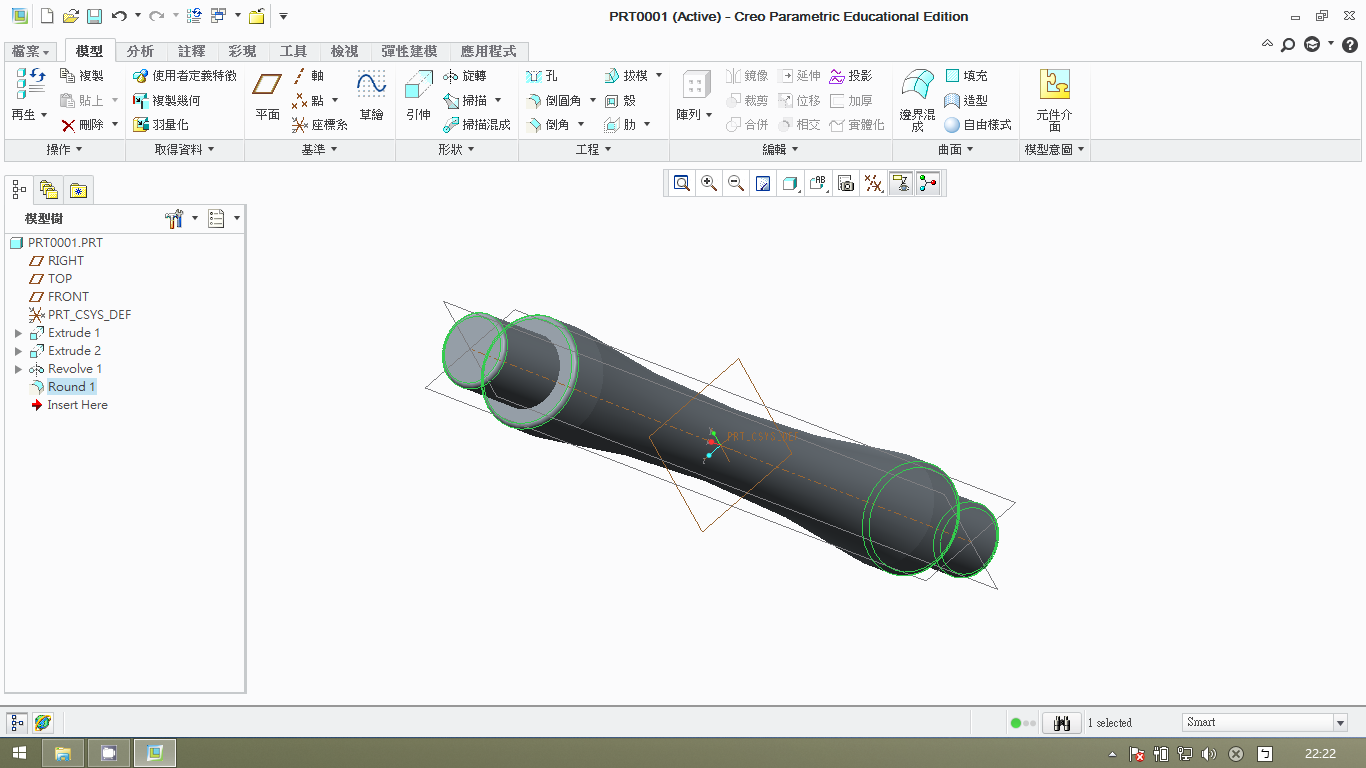 PRT0001 (Active) - Creo Parametric Educational Edition
檔案 模型 分析 註釋 彩現 工具 檢視 彈性建模 應用程式
再生 複製 貼上 刪除
使用者定義特徵 複製幾何 羽量化
平面 軸 點 座標系 草繪
引伸 旋轉 掃描 掃描混成
孔 倒圓角 倒角 拔模 殼 肋
陣列 鏡像 裁剪 合併 延伸 位移 相交 投影 加厚 實體化
邊界混成 填充 造型 自由樣式
元件介面
操作 取得資料 基準 形狀 工程 編輯 曲面 模型意圖
模型樹
PRT0001.PRT
RIGHT
TOP
FRONT
PRT_CSYS_DEF
Extrude 1
Extrude 2
Revolve 1
Round 1
Insert Here
PRT_CSYS_DEF
1 selected
Smart
22:22